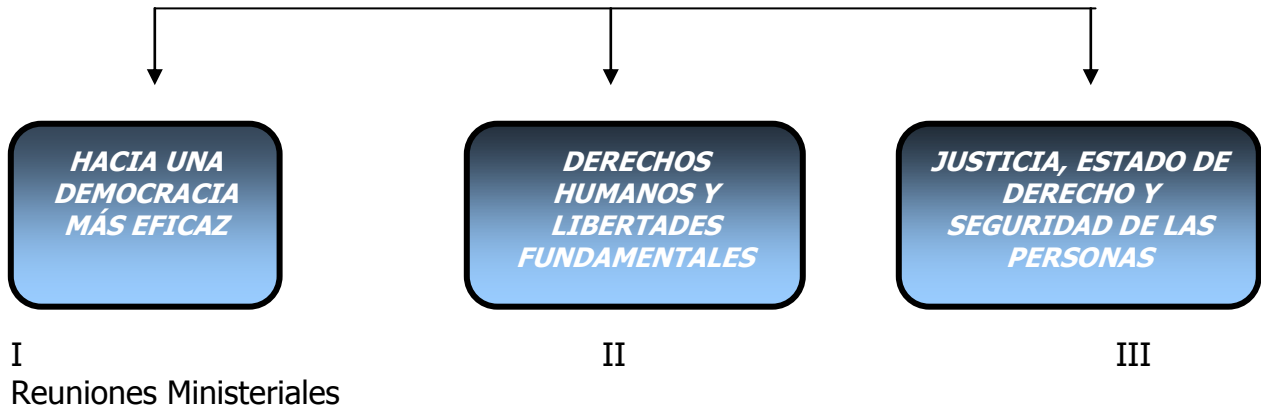 HACIA UNA
DEMOCRACIA
MÁS EFICAZ
DERECHOS
HUMANOS Y
LIBERTADES
FUNDAMENTALES
JUSTICIA, ESTADO DE
DERECHO Y
SEGURIDAD DE LAS
PERSONAS
I II III
Reuniones Ministeriales